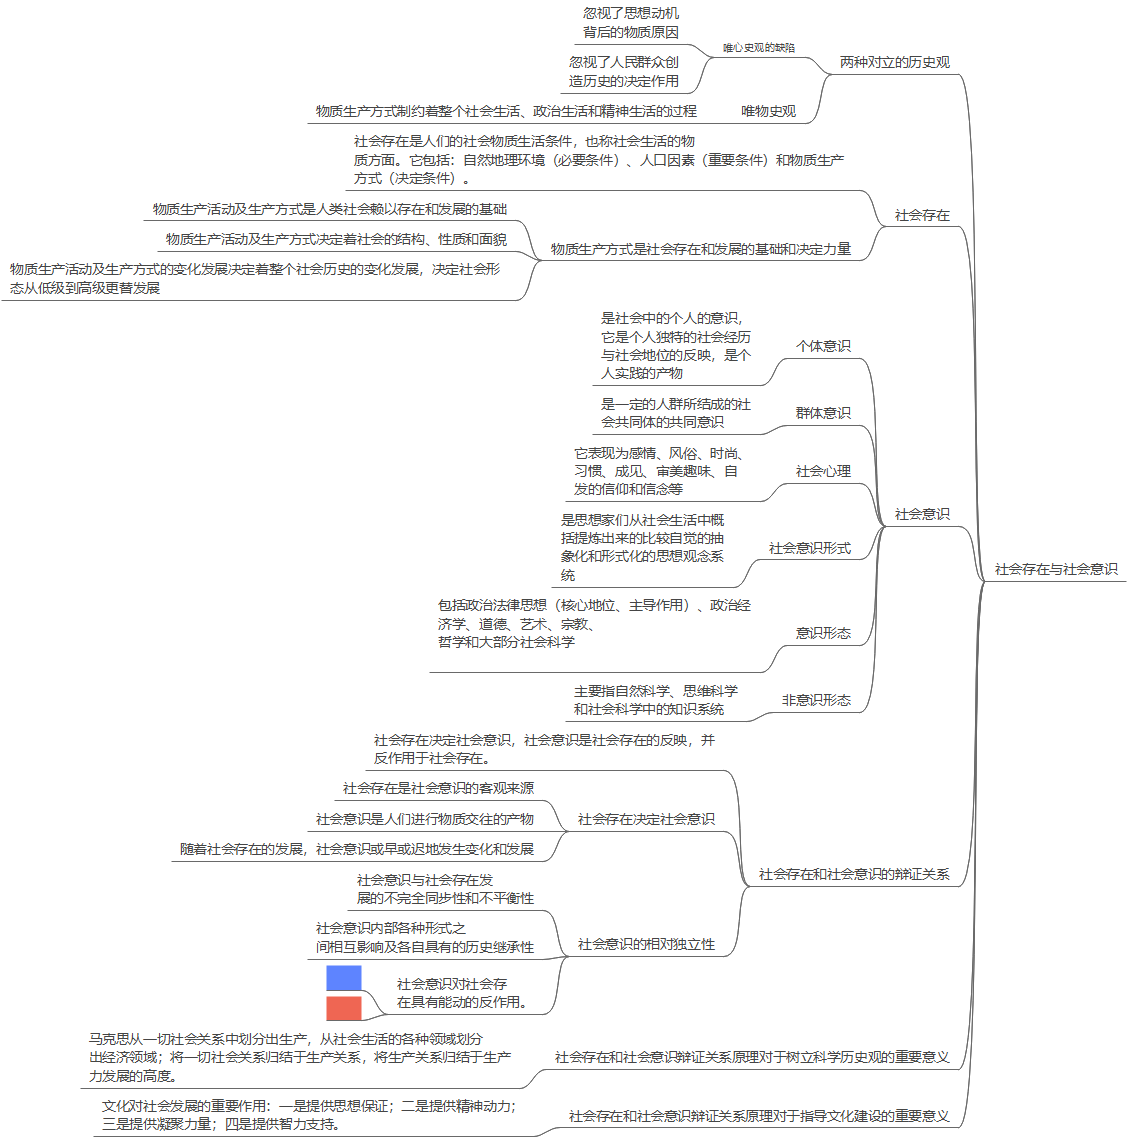 忽视了思想动机
背后的物质原因
唯心史观的缺陷
忽视了人民群众创
造历史的决定作用
两种对立的历史观
物质生产方式制约着整个社会生活、政治生活和精神生活的过程
唯物史观
社会存在是人们的社会物质生活条件，也称社会生活的物
质方面。它包括：自然地理环境（必要条件）、人口因素（重要条件）和物质生产
方式（决定条件）。
社会存在
物质生产活动及生产方式是人类社会赖以存在和发展的基础
物质生产活动及生产方式决定着社会的结构、性质和面貌
物质生产方式是社会存在和发展的基础和决定力量
物质生产活动及生产方式的变化发展决定着整个社会历史的变化发展，决定社会形
态从低级到高级更替发展
是社会中的个人的意识，
它是个人独特的社会经历
与社会地位的反映，是个
人实践的产物
个体意识
是一定的人群所结成的社
会共同体的共同意识
群体意识
它表现为感情、风俗、时尚、
习惯、成见、审美趣味、自
发的信仰和信念等
社会心理
社会意识
是思想家们从社会生活中概
括提炼出来的比较自觉的抽
象化和形式化的思想观念系
统
社会意识形式
社会存在与社会意识
包括政治法律思想（核心地位、主导作用）、政治经
济学、道德、艺术、宗教、
哲学和大部分社会科学
意识形态
主要指自然科学、思维科学
和社会科学中的知识系统
非意识形态
社会存在决定社会意识，社会意识是社会存在的反映，并
反作用于社会存在。
社会存在是社会意识的客观来源
社会意识是人们进行物质交往的产物
社会存在决定社会意识
随着社会存在的发展，社会意识或早或迟地发生变化和发展
社会存在和社会意识的辩证关系
社会意识与社会存在发
展的不完全同步性和不平衡性
社会意识内部各种形式之
间相互影响及各自具有的历史继承性
社会意识的相对独立性
社会意识对社会存
在具有能动的反作用。
马克思从一切社会关系中划分出生产，从社会生活的各种领域划分
出经济领域；将一切社会关系归结于生产关系，将生产关系归结于生产
力发展的高度。
社会存在和社会意识辩证关系原理对于树立科学历史观的重要意义
文化对社会发展的重要作用：一是提供思想保证；二是提供精神动力；
三是提供凝聚力量；四是提供智力支持。
社会存在和社会意识辩证关系原理对于指导文化建设的重要意义